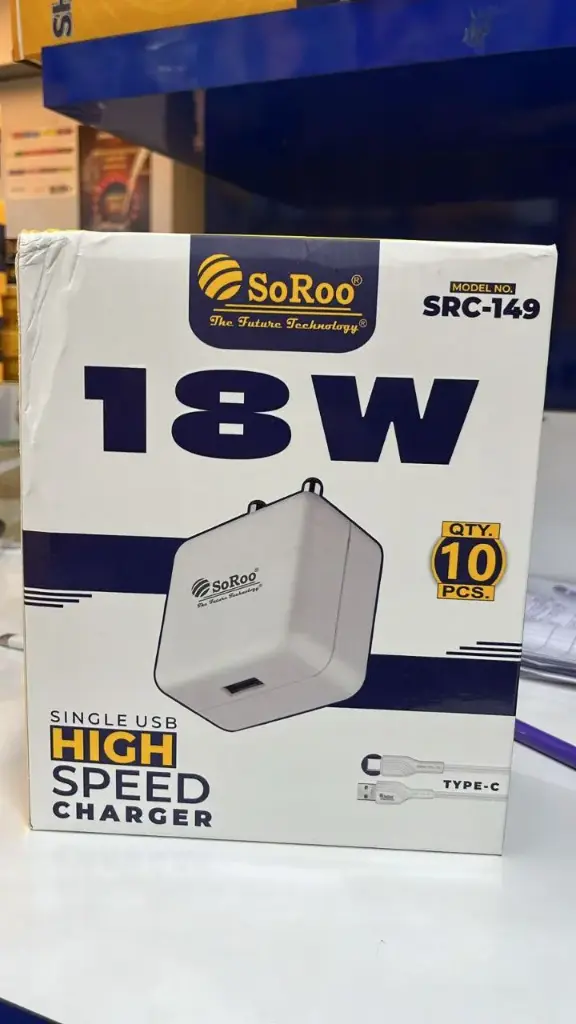 SH
SoRoo®
The Future Technology®
MODEL NO.
SRC-149
18W
SoRoo®
The Future Technology®
QTY.
10
PCS.
SINGLE USB
HIGH
SPEED
CHARGER
TYPE-C